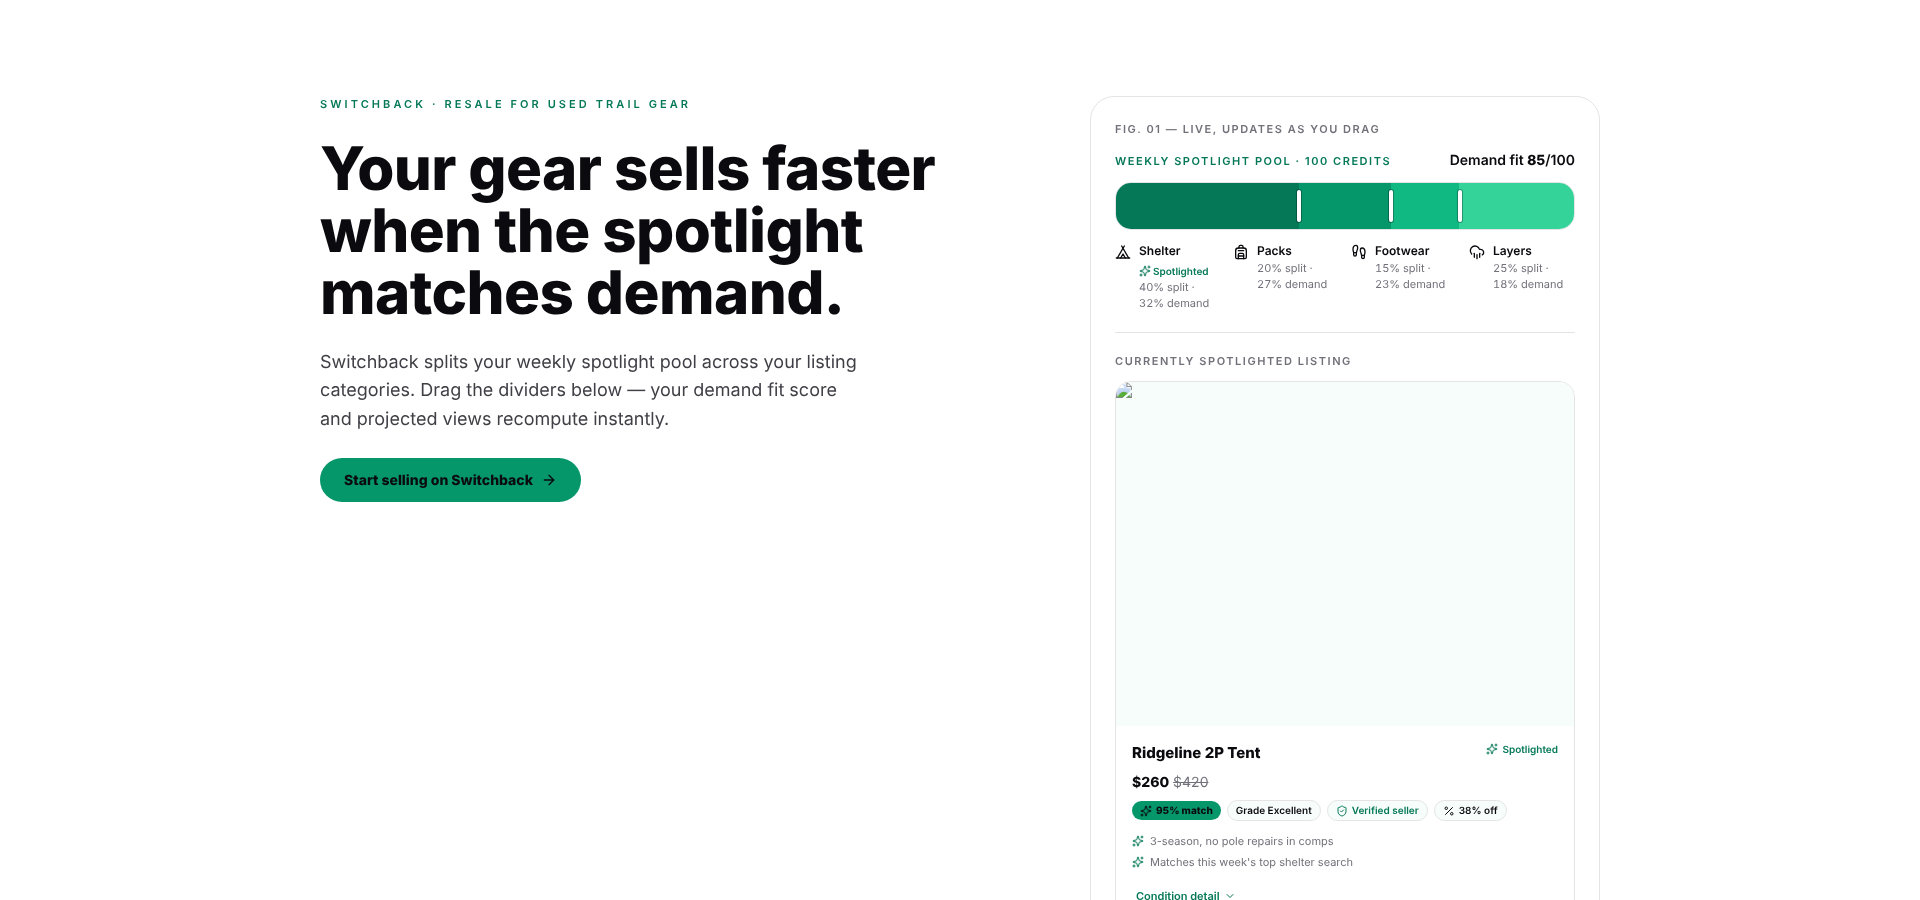 SWITCHBACK · RESALE FOR USED TRAIL GEAR
Your gear sells faster
when the spotlight
matches demand.
Switchback splits your weekly spotlight pool across your listing
categories. Drag the dividers below — your demand fit score
and projected views recompute instantly.
Start selling on Switchback
FIG. 01 — LIVE, UPDATES AS YOU DRAG
WEEKLY SPOTLIGHT POOL · 100 CREDITS
Demand fit 85/100
Shelter
Spotlighted
40% split ·
32% demand
Packs
20% split ·
27% demand
Footwear
15% split ·
23% demand
Layers
25% split ·
18% demand
CURRENTLY SPOTLIGHTED LISTING
Ridgeline 2P Tent
Spotlighted
$260 $420
95% match
Grade Excellent
Verified seller
38% off
3-season, no pole repairs in comps
Matches this week's top shelter search
Condition detail